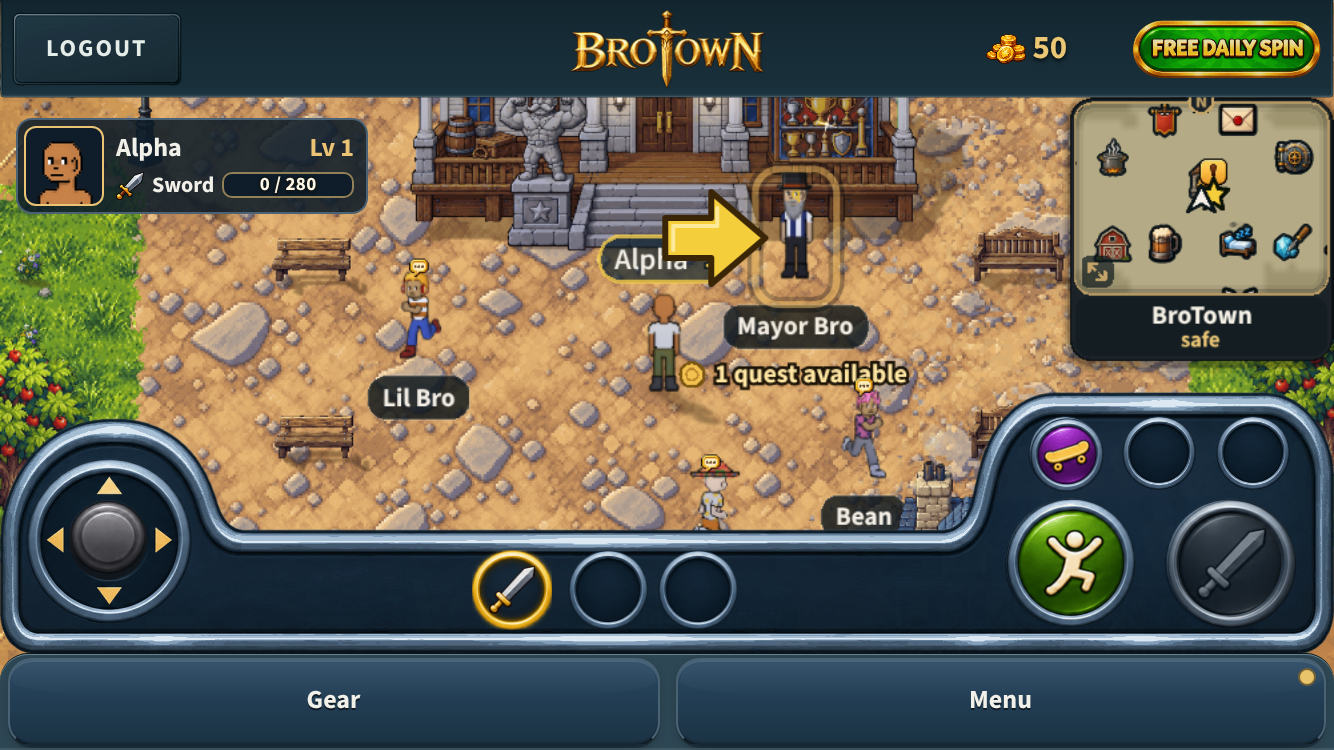 LOGOUT
BROTOWN
50
FREE DAILY SPIN
Alpha
Lv 1
Sword
0 / 280
N
BroTown
safe
Alpha
Mayor Bro
1 quest available
Lil Bro
Bean
Gear
Menu